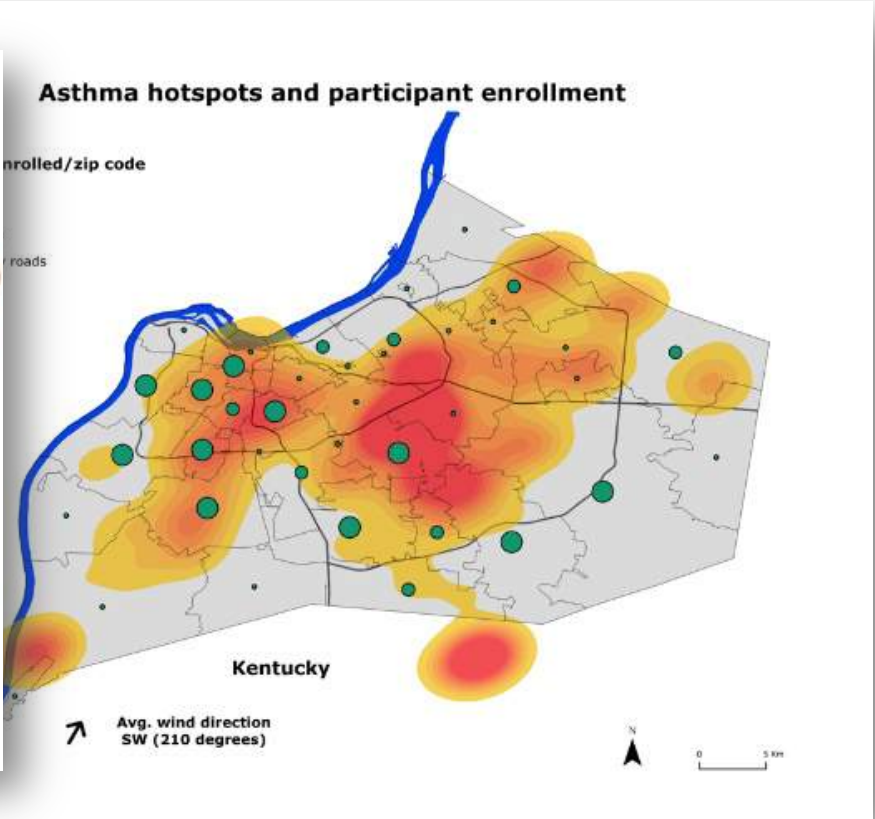 Asthma hotspots and participant enrollment
nrolled/zip code
roads
Kentucky
Avg. wind direction
SW (210 degrees)
N
0 5 Km